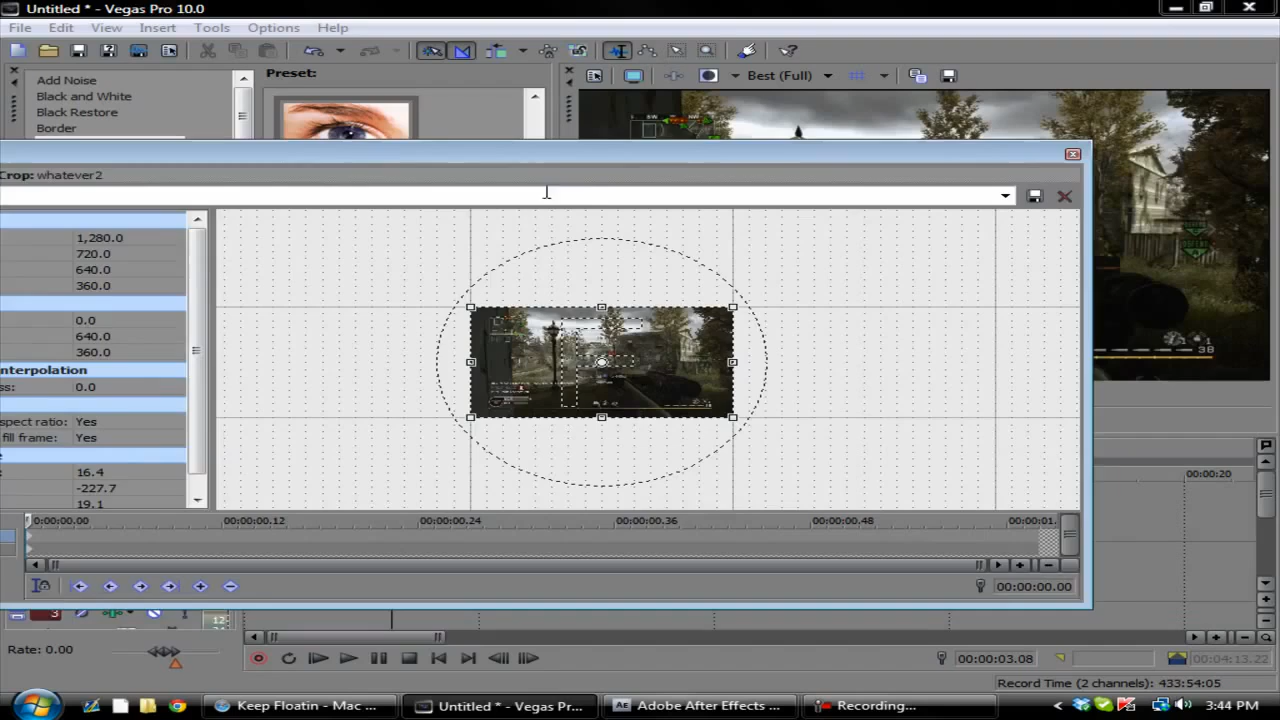 Untitled * - Vegas Pro 10.0
File Edit View Insert Tools Options Help
Add Noise
Black and White
Black Restore
Border
Preset:
Best (Full)
Crop: whatever2
1,280.0
720.0
640.0
360.0
0.0
640.0
360.0
nterpolation
ss: 0.0
spect ratio: Yes
fill frame: Yes
16.4
-227.7
19.1
38
00:00:20
00:00:00.00 00:00:00.12 00:00:00.24 00:00:00.36 00:00:00.48 00:00:01.
00:00:00.00
3
12
Rate: 0.00
00:00:03.08
00:04:13.22
Record Time (2 channels): 433:54:05
Keep Floatin - Mac ...
Untitled * - Vegas Pr...
AE Adobe After Effects ...
Recording...
3:44 PM